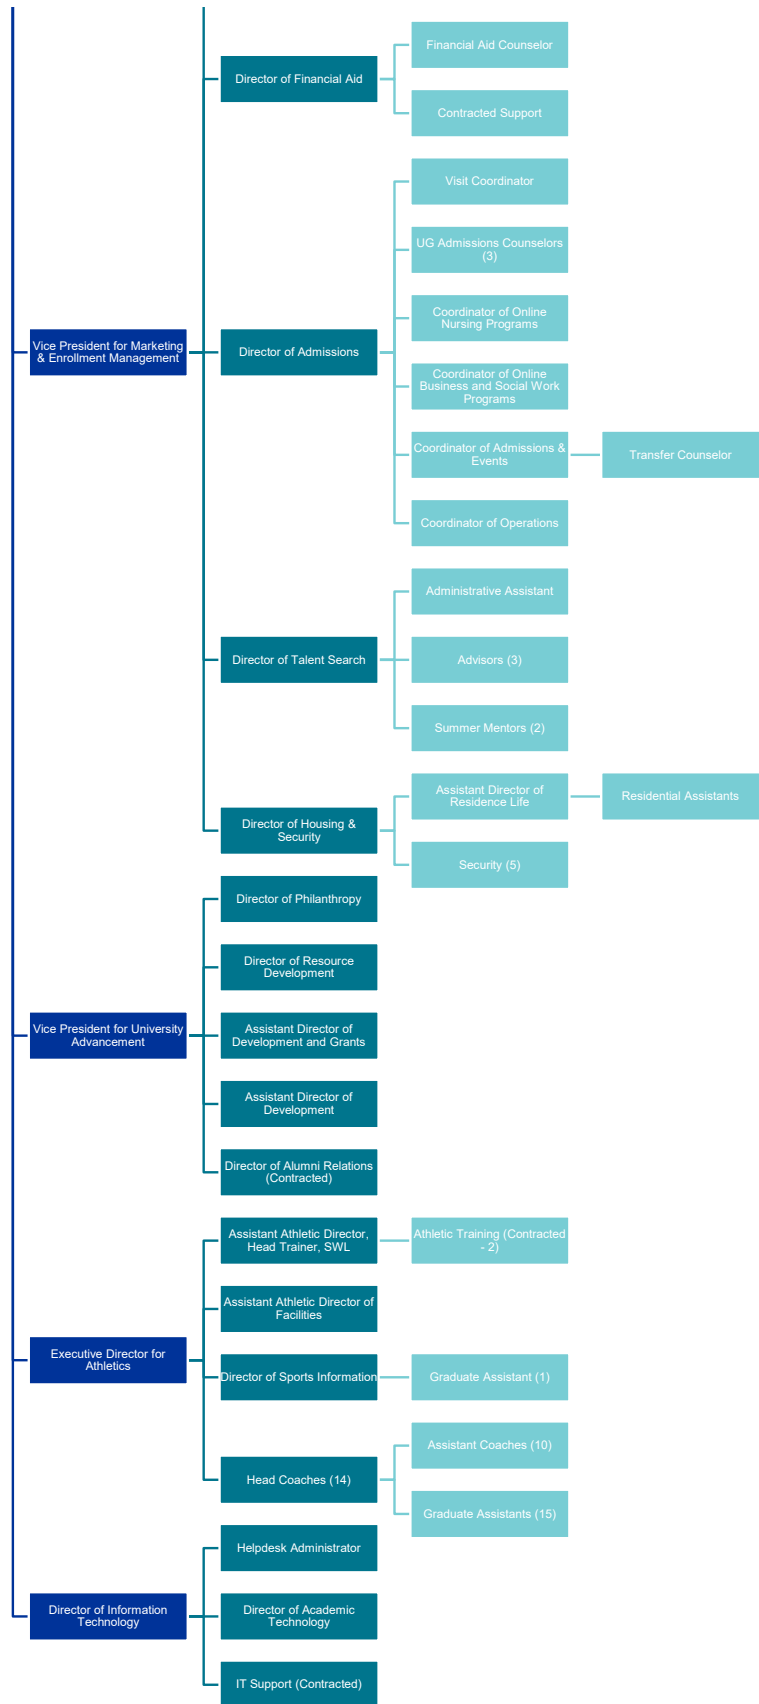 Financial Aid Counselor
Director of Financial Aid
Contracted Support
Visit Coordinator
UG Admissions Counselors
(3)
Coordinator of Online
Nursing Programs
Vice President for Marketing
& Enrollment Management
Director of Admissions
Coordinator of Online
Business and Social Work
Programs
Coordinator of Admissions &
Events
Transfer Counselor
Coordinator of Operations
Administrative Assistant
Director of Talent Search
Advisors (3)
Summer Mentors (2)
Assistant Director of
Residence Life
Residential Assistants
Director of Housing &
Security
Security (5)
Director of Philanthropy
Director of Resource
Development
Vice President for University
Advancement
Assistant Director of
Development and Grants
Assistant Director of
Development
Director of Alumni Relations
(Contracted)
Assistant Athletic Director,
Head Trainer, SWL
Athletic Training (Contracted
- 2)
Assistant Athletic Director of
Facilities
Executive Director for
Athletics
Director of Sports Information
Graduate Assistant (1)
Assistant Coaches (10)
Head Coaches (14)
Graduate Assistants (15)
Helpdesk Administrator
Director of Information
Technology
Director of Academic
Technology
IT Support (Contracted)